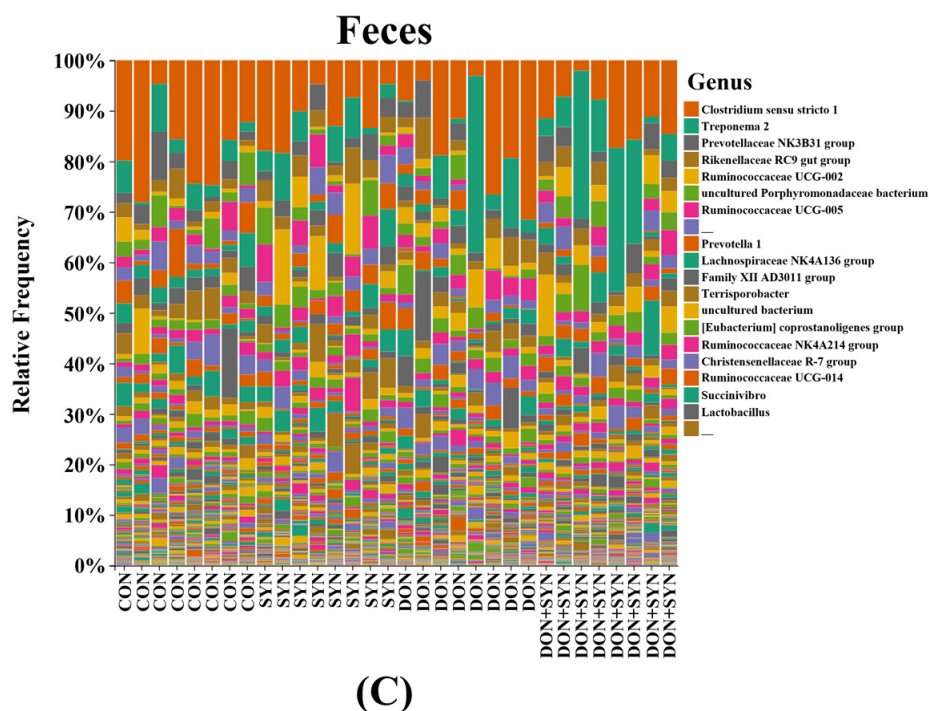 Feces
100%
90%
80%
70%
60%
50%
40%
30%
20%
10%
0%
Relative Frequency
CON CON CON CON CON CON CON CON SYN SYN SYN SYN SYN SYN SYN SYN DON DON DON DON DON DON DON DON DON+SYN DON+SYN DON+SYN DON+SYN DON+SYN DON+SYN DON+SYN DON+SYN
Genus
Clostridium sensu stricto 1
Treponema 2
Prevotellaceae NK3B31 group
Rikenellaceae RC9 gut group
Ruminococcaceae UCG-002
uncultured Porphyromonadaceae bacterium
Ruminococcaceae UCG-005
—
Prevotella 1
Lachnospiraceae NK4A136 group
Family XII AD3011 group
Terrisporobacter
uncultured bacterium
[Eubacterium] coprostanoligenes group
Ruminococcaceae NK4A214 group
Christensenellaceae R-7 group
Ruminococcaceae UCG-014
Succinivibro
Lactobacillus
—
(C)